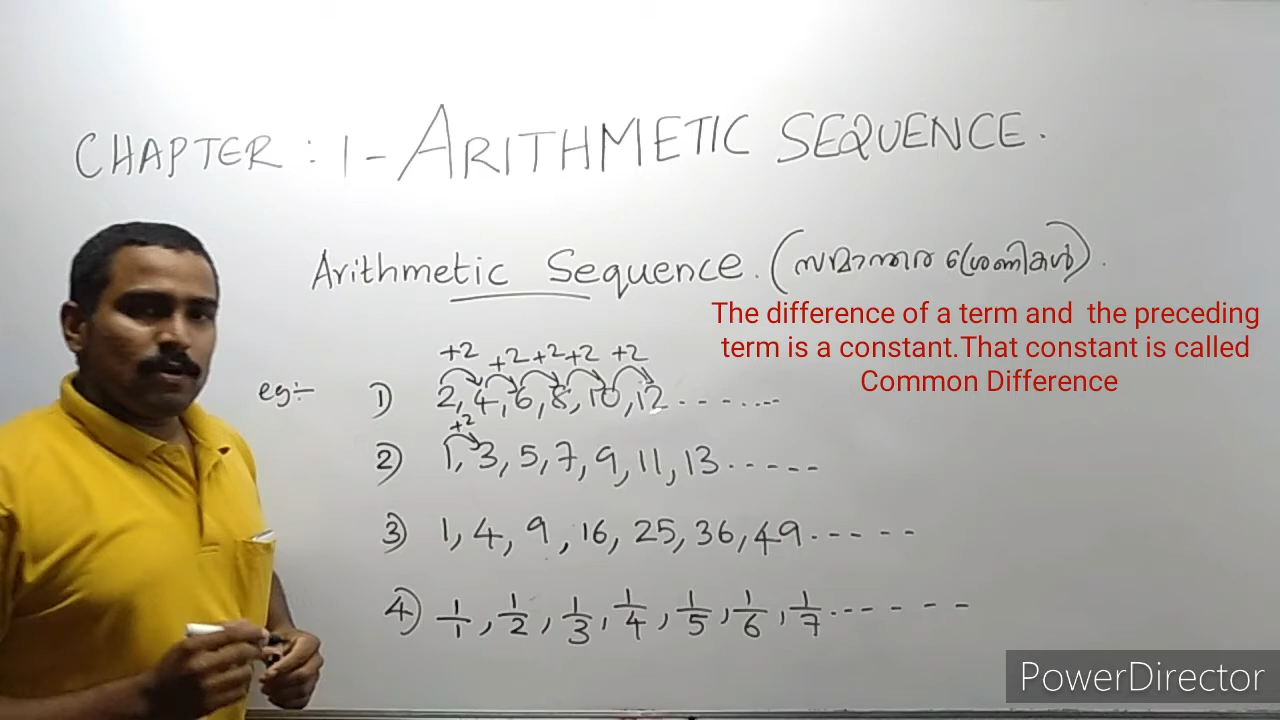 CHAPTER : 1 - ARITHMETIC SEQUENCE.
Arithmetic Sequence. (സമാന്തര ശ്രേണികൾ).
The difference of a term and the preceding
term is a constant.That constant is called
Common Difference
+2 +2 +2 +2 +2
eg:- 1) 2, 4, 6, 8, 10, 12.......
+2
2) 1, 3, 5, 7, 9, 11, 13.....
3) 1, 4, 9, 16, 25, 36, 49.....
4) 1/1, 1/2, 1/3, 1/4, 1/5, 1/6, 1/7......
PowerDirector